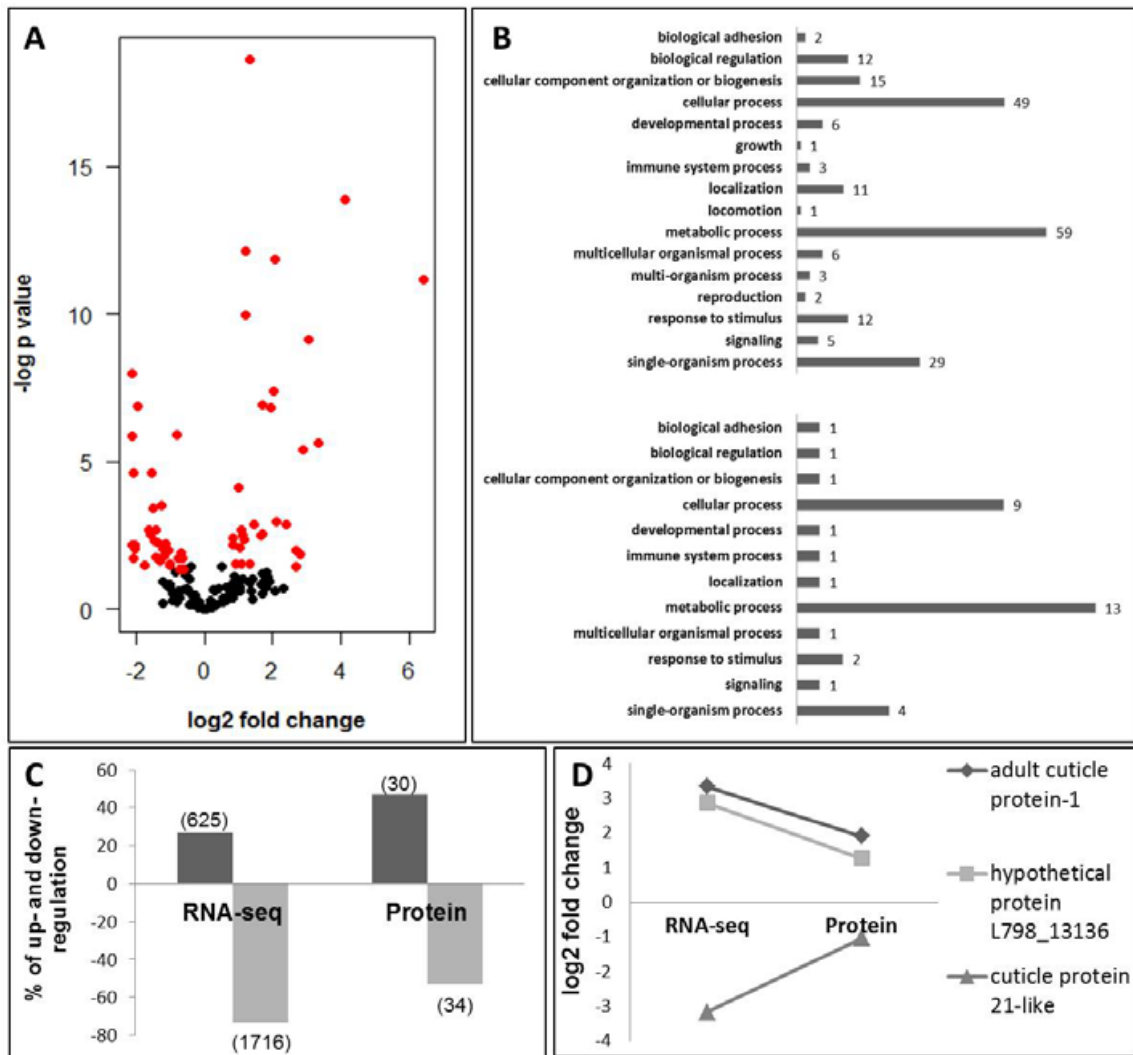 A
-log p value
15
10
5
0
-2
0
2
4
6
log2 fold change
B
biological adhesion 2
biological regulation 12
cellular component organization or biogenesis 15
cellular process 49
developmental process 6
growth 1
immune system process 3
localization 11
locomotion 1
metabolic process 59
multicellular organismal process 6
multi-organism process 3
reproduction 2
response to stimulus 12
signaling 5
single-organism process 29
biological adhesion 1
biological regulation 1
cellular component organization or biogenesis 1
cellular process 9
developmental process 1
immune system process 1
localization 1
metabolic process 13
multicellular organismal process 1
response to stimulus 2
signaling 1
single-organism process 4
C
% of up-and down-
regulation
60
40
20
0
-20
-40
-60
-80
(625)
(30)
RNA-seq
Protein
(34)
(1716)
D
log2 fold change
4
3
2
1
0
-1
-2
-3
-4
RNA-seq
Protein
adult cuticle
protein-1
hypothetical
protein
L798_13136
cuticle protein
21-like